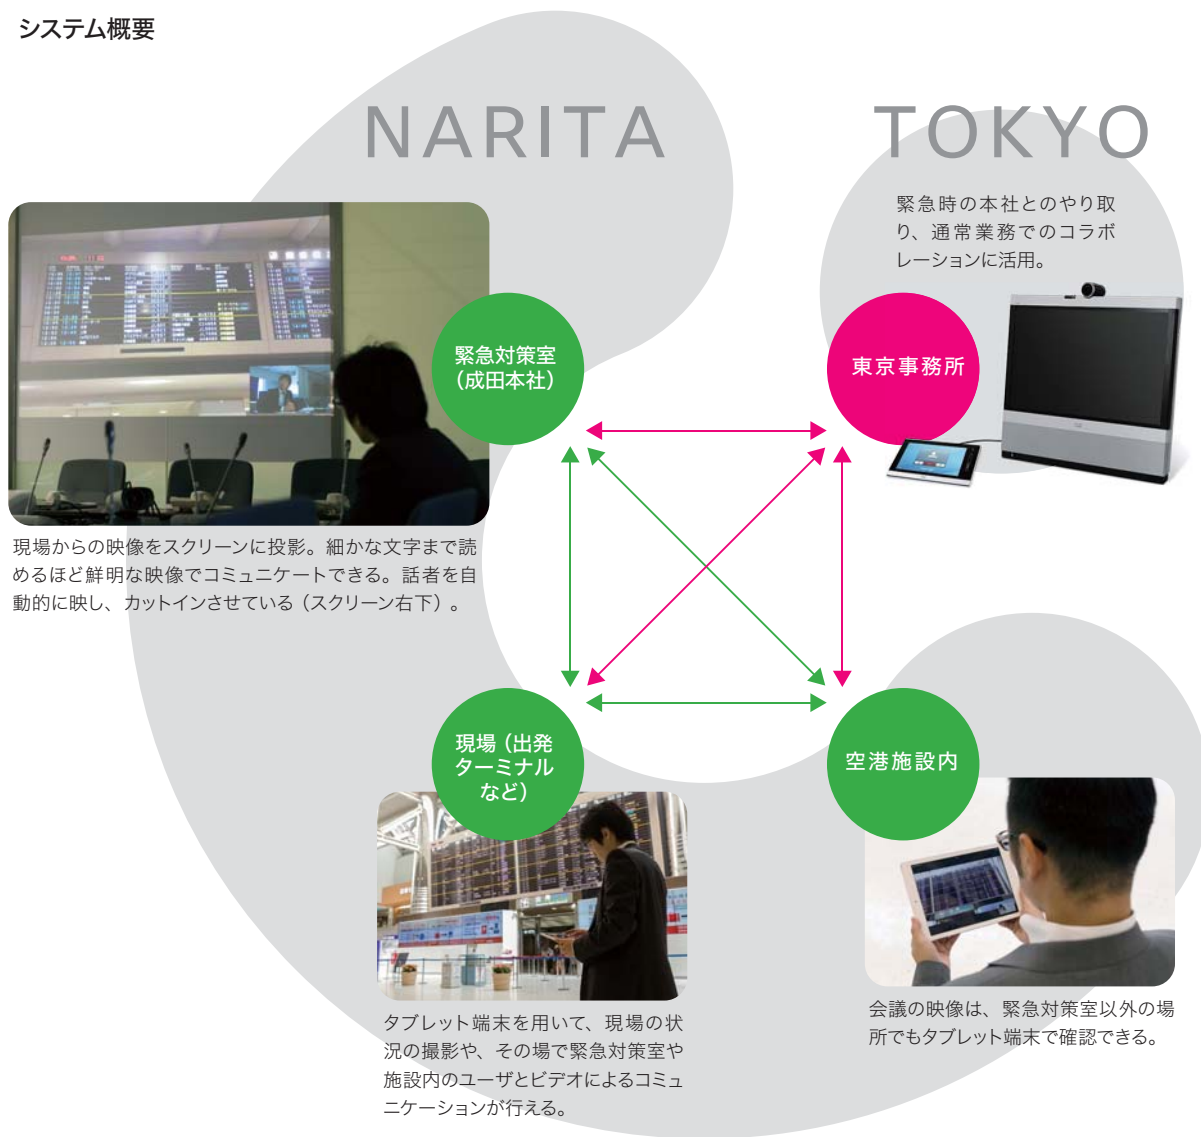 システム概要
NARITA
TOKYO
緊急時の本社とのやり取
り、通常業務でのコラボ
レーションに活用。
緊急対策室
（成田本社）
東京事務所
現場からの映像をスクリーンに投影。細かな文字まで読
めるほど鮮明な映像でコミュニケートできる。話者を自
動的に映し、カットインさせている（スクリーン右下）。
現場（出発
ターミナル
など）
空港施設内
タブレット端末を用いて、現場の状
況の撮影や、その場で緊急対策室や
施設内のユーザとビデオによるコミュ
ニケーションが行える。
会議の映像は、緊急対策室以外の場
所でもタブレット端末で確認できる。